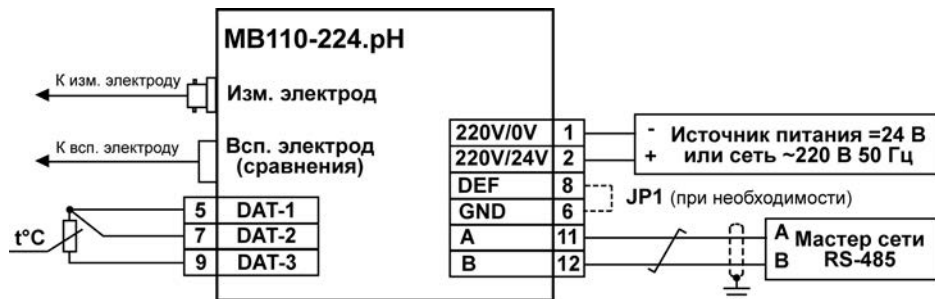 МВ110-224.pH
К изм. электроду
Изм. электрод
К всп. электроду
Всп. электрод
(сравнения)
t°C
5 DAT-1
7 DAT-2
9 DAT-3
220V/0V 1
220V/24V 2
DEF 8
GND 6
A 11
B 12
- Источник питания =24 В
+ или сеть ~220 В 50 Гц
JP1 (при необходимости)
A Мастер сети
B RS-485